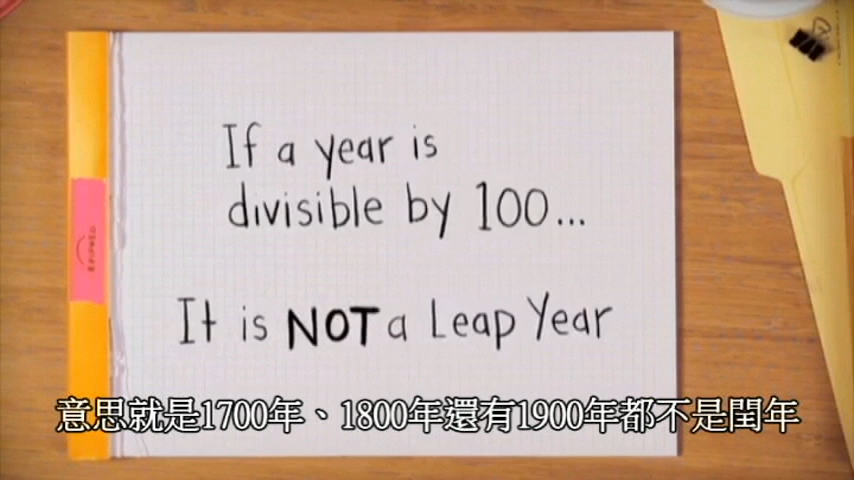 If a year is
divisible by 100...
It is NOT a Leap Year
意思就是1700年、1800年還有1900年都不是閏年